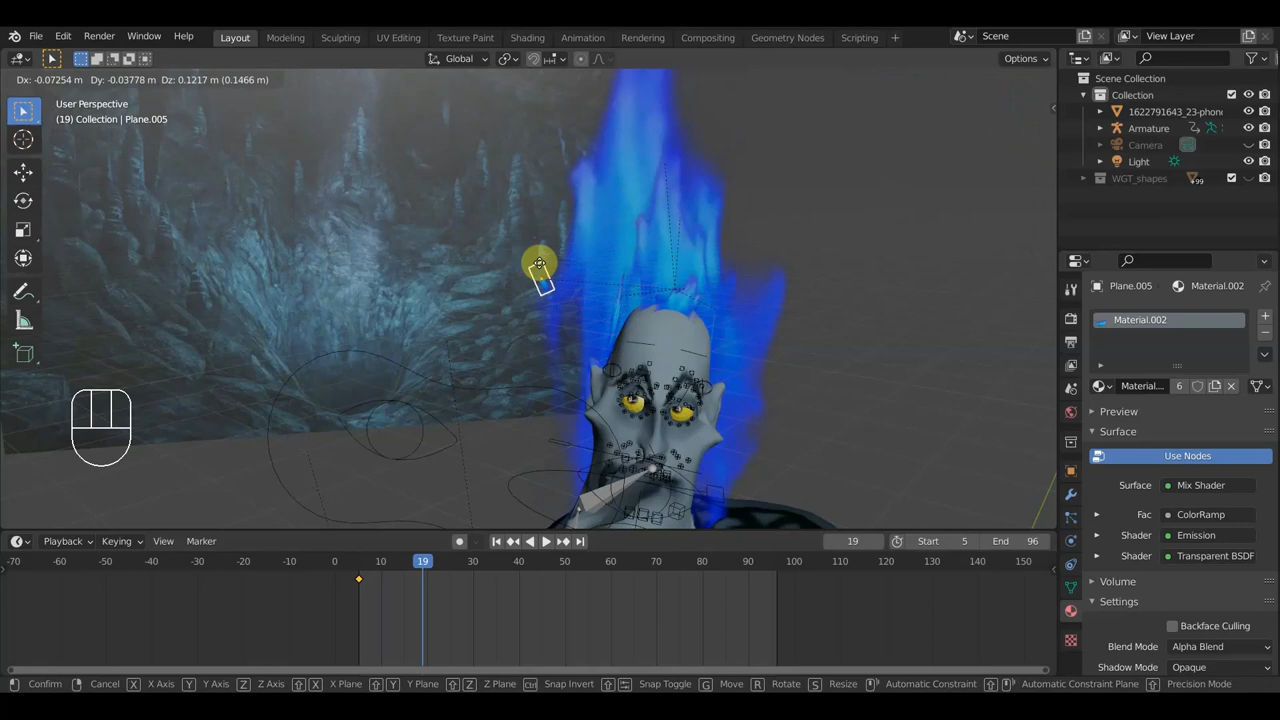 File Edit Render Window Help Layout Modeling Sculpting UV Editing Texture Paint Shading Animation Rendering Compositing Geometry Nodes Scripting + Scene View Layer
Global Options
Dx: -0.07254 m Dy: -0.03778 m Dz: 0.1217 m (0.1466 m)
User Perspective
(19) Collection | Plane.005
Scene Collection
Collection
1622791643_23-phone
Armature
Camera
Light
WGT_shapes 99
Plane.005 Material.002
Material.002
Material... 6
Preview
Surface
Use Nodes
Surface Mix Shader
Fac ColorRamp
Shader Emission
Shader Transparent BSDF
Volume
Settings
Backface Culling
Blend Mode Alpha Blend
Shadow Mode Opaque
Playback Keying View Marker 19 Start 5 End 96
-70 -60 -50 -40 -30 -20 -10 0 10 19 30 40 50 60 70 80 90 100 110 120 130 140 150
Confirm Cancel X X Axis Y Y Axis Z Z Axis X X Plane Y Y Plane Z Z Plane Ctrl Snap Invert Snap Toggle G Move R Rotate S Resize Automatic Constraint Automatic Constraint Plane Precision Mode